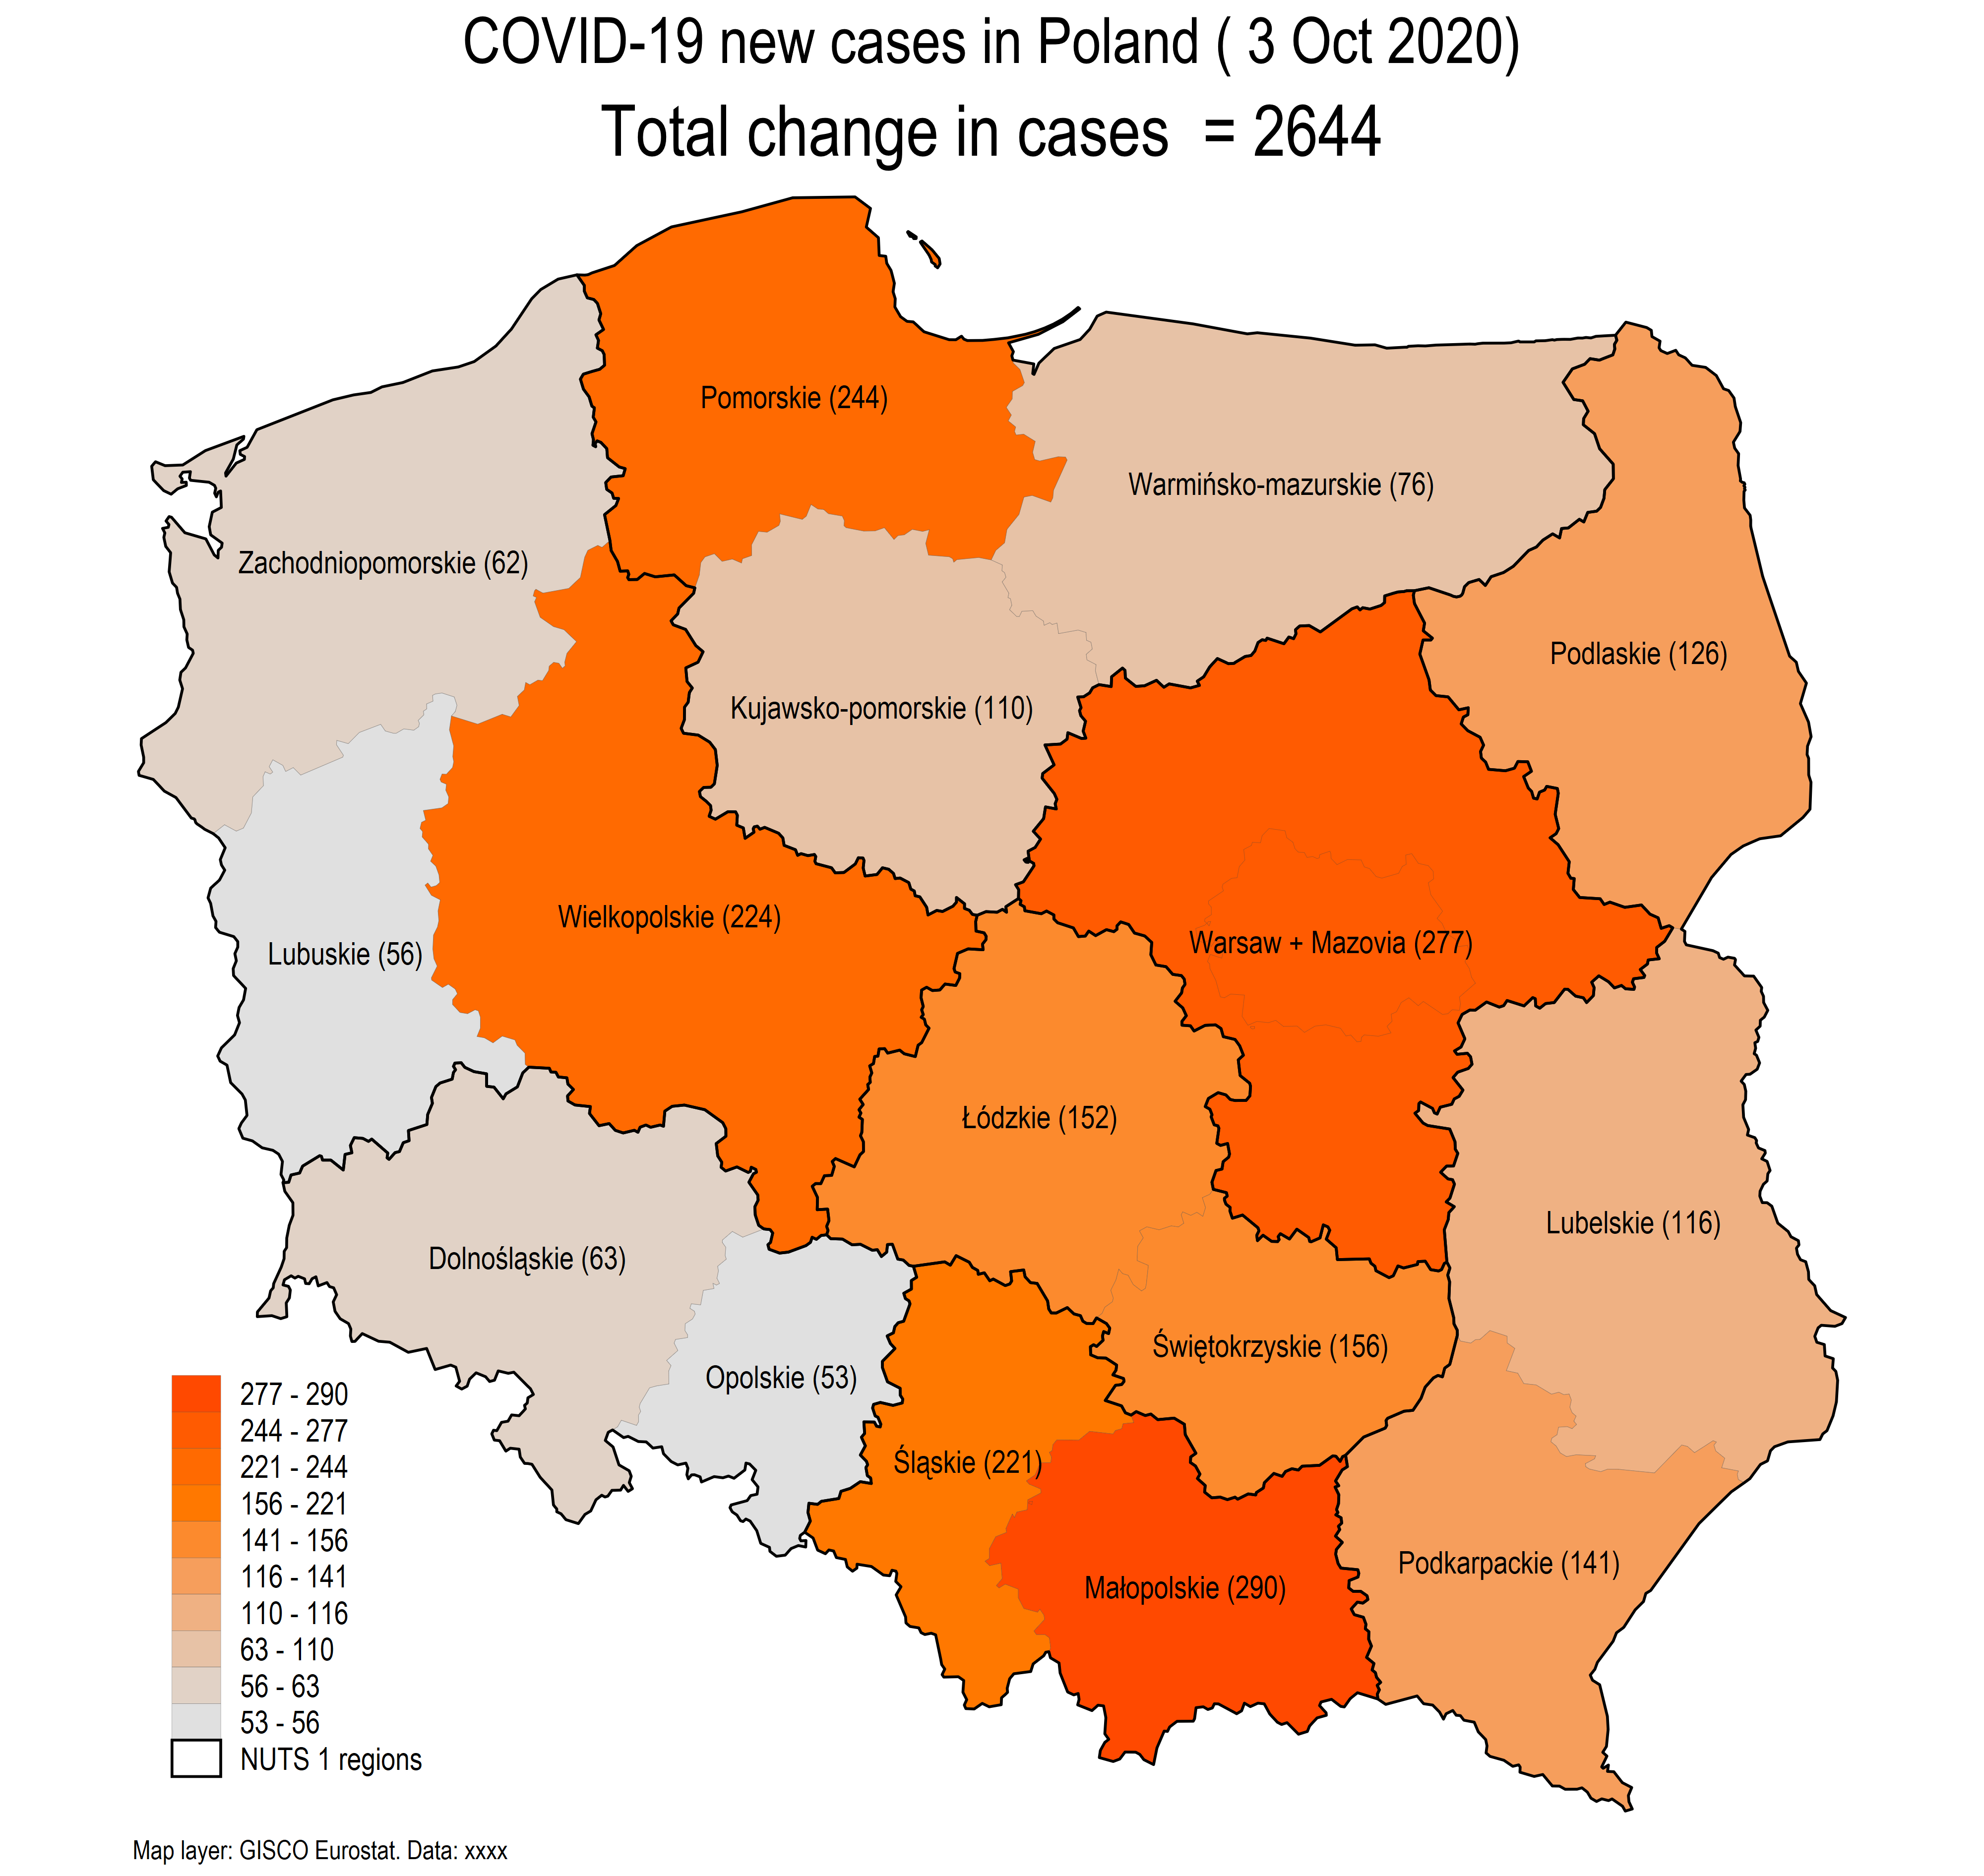 COVID-19 new cases in Poland ( 3 Oct 2020)
Total change in cases  = 2644
Pomorskie (244)
Warmińsko-mazurskie (76)
Zachodniopomorskie (62)
Podlaskie (126)
Kujawsko-pomorskie (110)
Wielkopolskie (224)
Warsaw + Mazovia (277)
Lubuskie (56)
Łódzkie (152)
Lubelskie (116)
Dolnośląskie (63)
Świętokrzyskie (156)
Opolskie (53)
Śląskie (221)
Podkarpackie (141)
Małopolskie (290)
277 - 290
244 - 277
221 - 244
156 - 221
141 - 156
116 - 141
110 - 116
63 - 110
56 - 63
53 - 56
NUTS 1 regions
Map layer: GISCO Eurostat. Data: xxxx